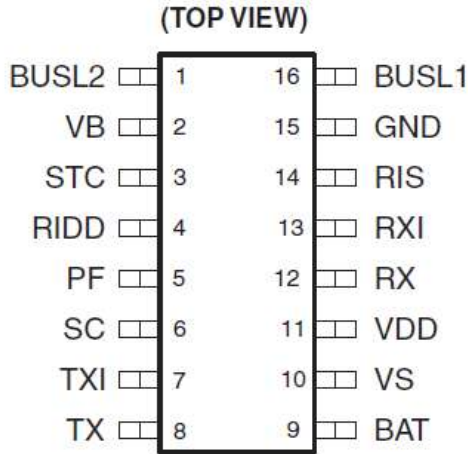 (TOP VIEW)
BUSL2 1 16 BUSL1
VB 2 15 GND
STC 3 14 RIS
RIDD 4 13 RXI
PF 5 12 RX
SC 6 11 VDD
TXI 7 10 VS
TX 8 9 BAT